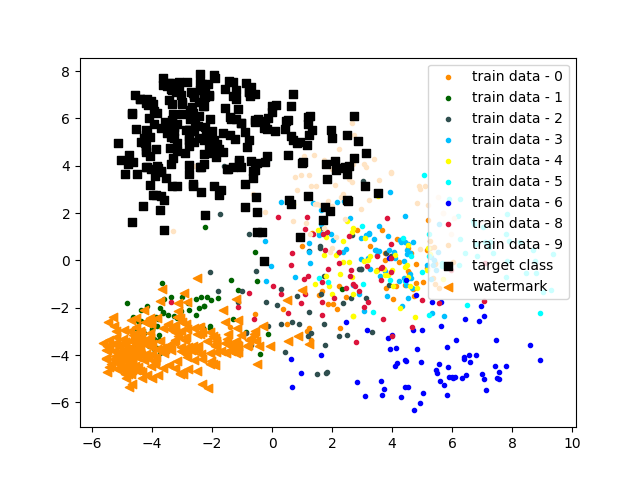 8
6
4
2
0
−2
−4
−6
−6
−4
−2
0
2
4
6
8
10
train data - 0
train data - 1
train data - 2
train data - 3
train data - 4
train data - 5
train data - 6
train data - 8
train data - 9
target class
watermark